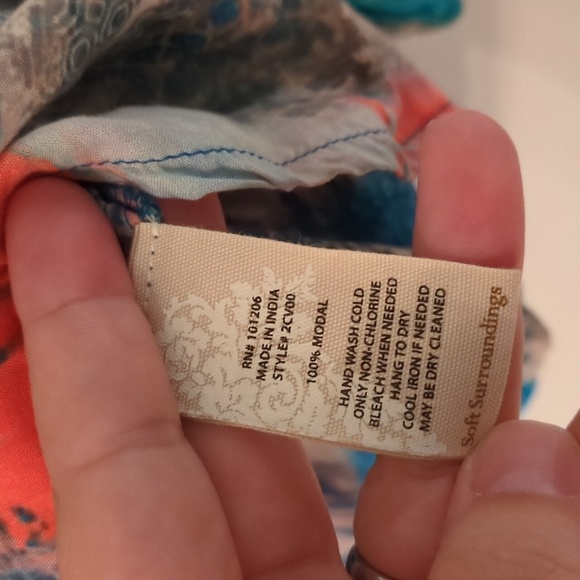 RN# 101206
MADE IN INDIA
STYLE# 2CV00
100% MODAL
HAND WASH COLD
ONLY NON-CHLORINE
BLEACH WHEN NEEDED
HANG TO DRY
COOL IRON IF NEEDED
MAY BE DRY CLEANED
Soft Surroundings